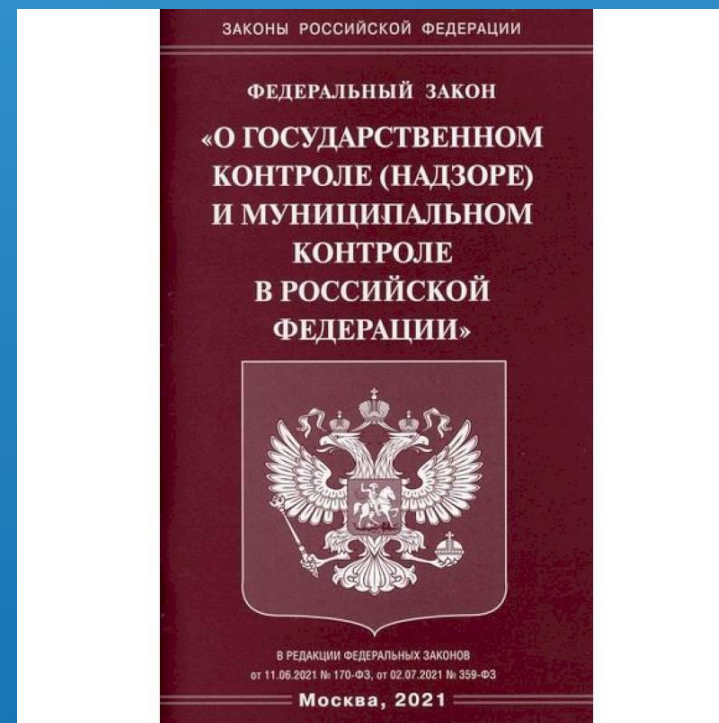 ЗАКОНЫ РОССИЙСКОЙ ФЕДЕРАЦИИ
ФЕДЕРАЛЬНЫЙ ЗАКОН
«О ГОСУДАРСТВЕННОМ
КОНТРОЛЕ (НАДЗОРЕ)
И МУНИЦИПАЛЬНОМ
КОНТРОЛЕ
В РОССИЙСКОЙ
ФЕДЕРАЦИИ»
В РЕДАКЦИИ ФЕДЕРАЛЬНЫХ ЗАКОНОВ
от 11.06.2021 № 170-ФЗ, от 02.07.2021 № 359-ФЗ
Москва, 2021